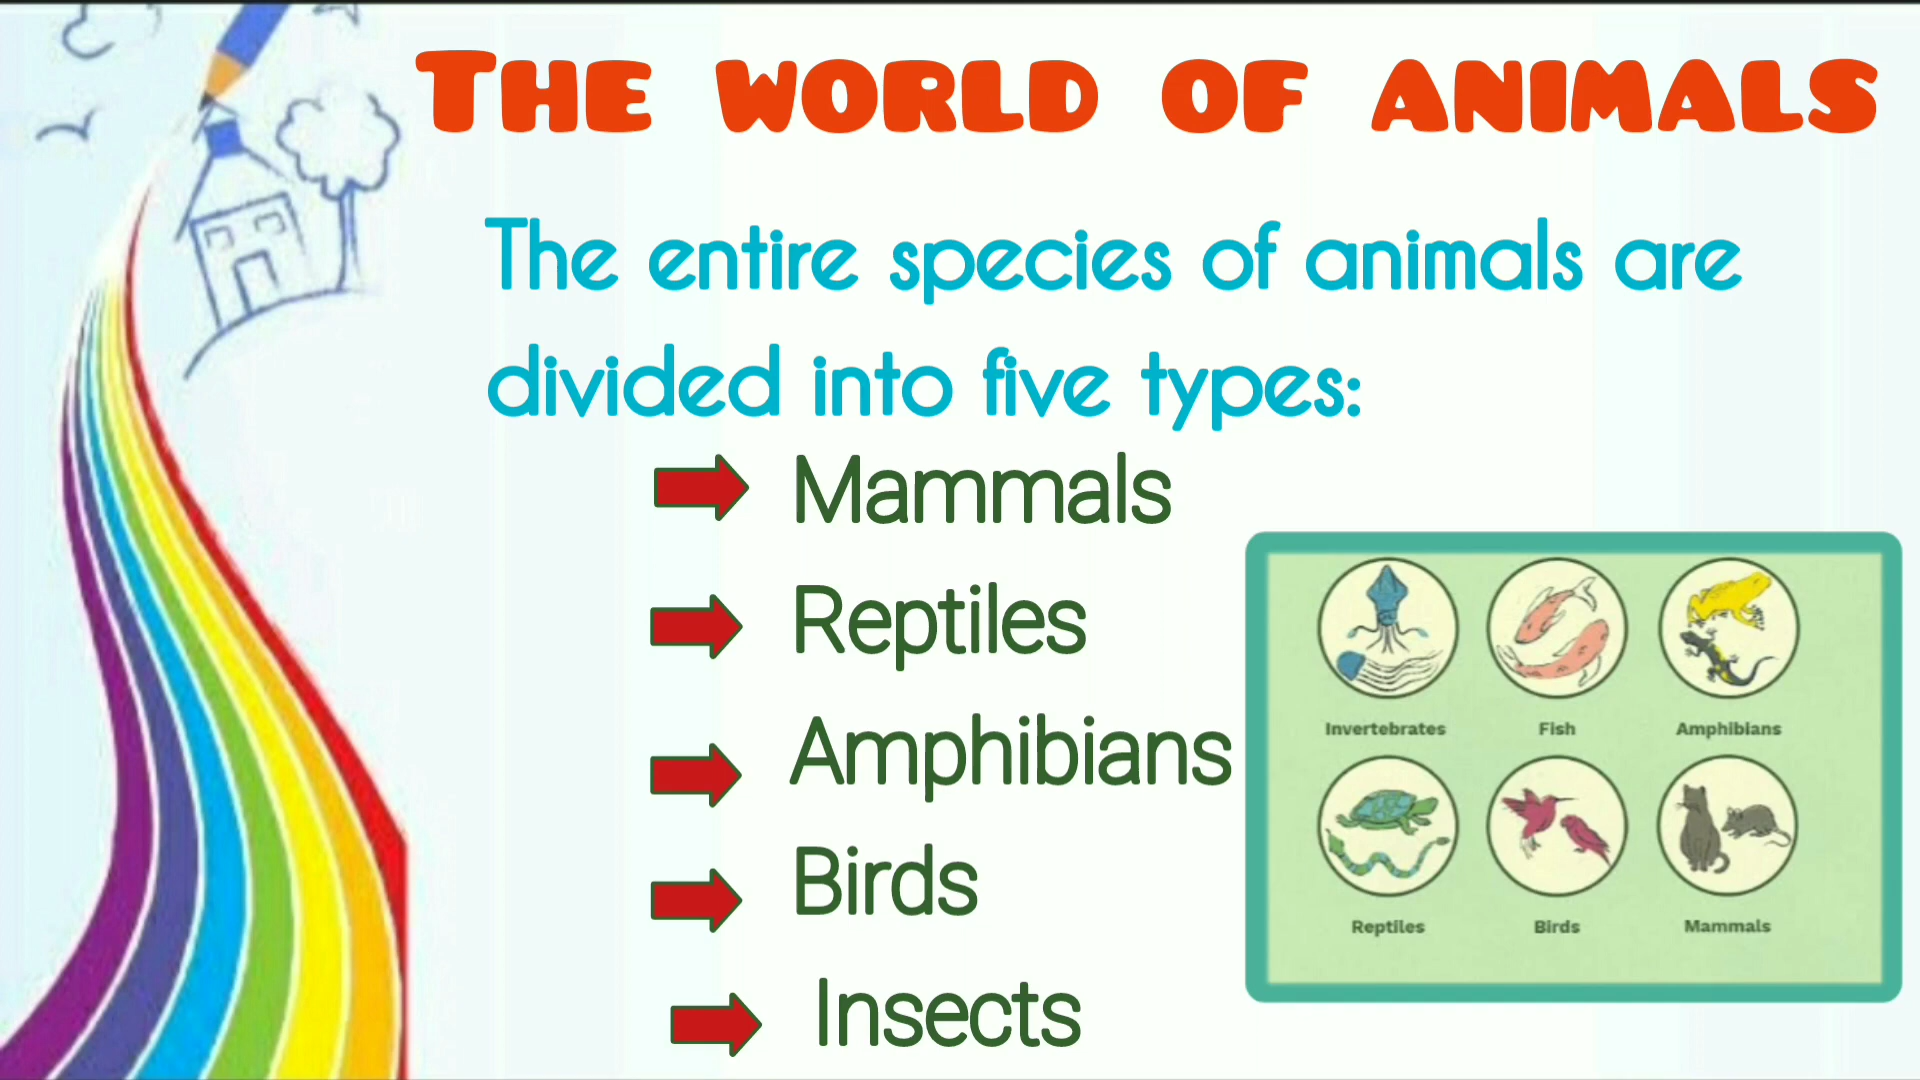 THE WORLD OF ANIMALS
The entire species of animals are
divided into five types:
Mammals
Reptiles
Amphibians
Birds
Insects
Invertebrates Fish Amphibians
Reptiles Birds Mammals